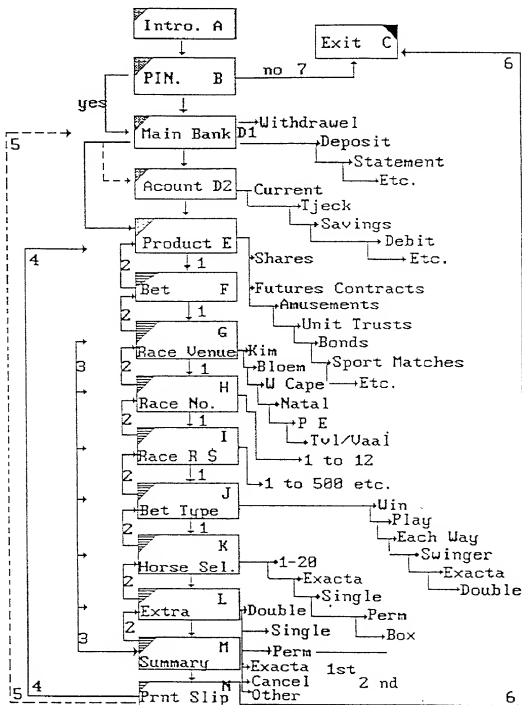 Intro. A
Exit C
PIN. B
no 7
6
yes
5
Main Bank D1
Withdrawel
Deposit
Statement
Etc.
Acount D2
Current
Tjeck
Savings
Debit
Etc.
Product E
4
2
1
Shares
Futures Contracts
Amusements
Unit Trusts
Bonds
Sport Matches
Etc.
Bet F
2
1
G
Race Venue
3
2
1
Kim
Bloem
W Cape
Natal
P E
Tvl/Vaal
H
Race No.
2
1
1 to 12
I
Race R $
2
1
1 to 500 etc.
J
Bet Type
2
1
Win
Play
Each Way
Swinger
Exacta
Double
K
Horse Sel.
2
1-20
Exacta
Single
Perm
Box
L
Extra
2
Double
Single
Perm
Exacta 1st
Cancel 2 nd
Other
M
Summary
3
4
N
Prnt Slip
5
6